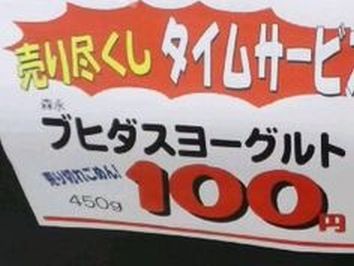 売り尽くし タイムサービス
森永
ブヒダスヨーグルト
売り切れごめん!
450g 100円